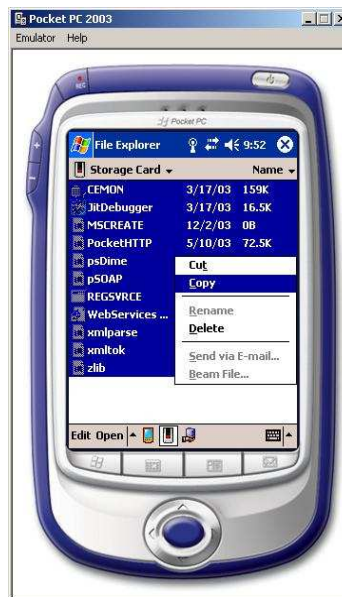 Pocket PC 2003
Emulator Help
REC
Pocket PC
File Explorer 9:52
Storage Card Name
CEMON 3/17/03 159K
JitDebugger 3/17/03 16.5K
MSCREATE 12/2/03 0B
PocketHTTP 5/10/03 72.5K
psDime
pSOAP
REGSVRCE
WebServices ...
xmlparse
xmltok
zlib
Cut
Copy
Rename
Delete
Send via E-mail...
Beam File...
Edit Open